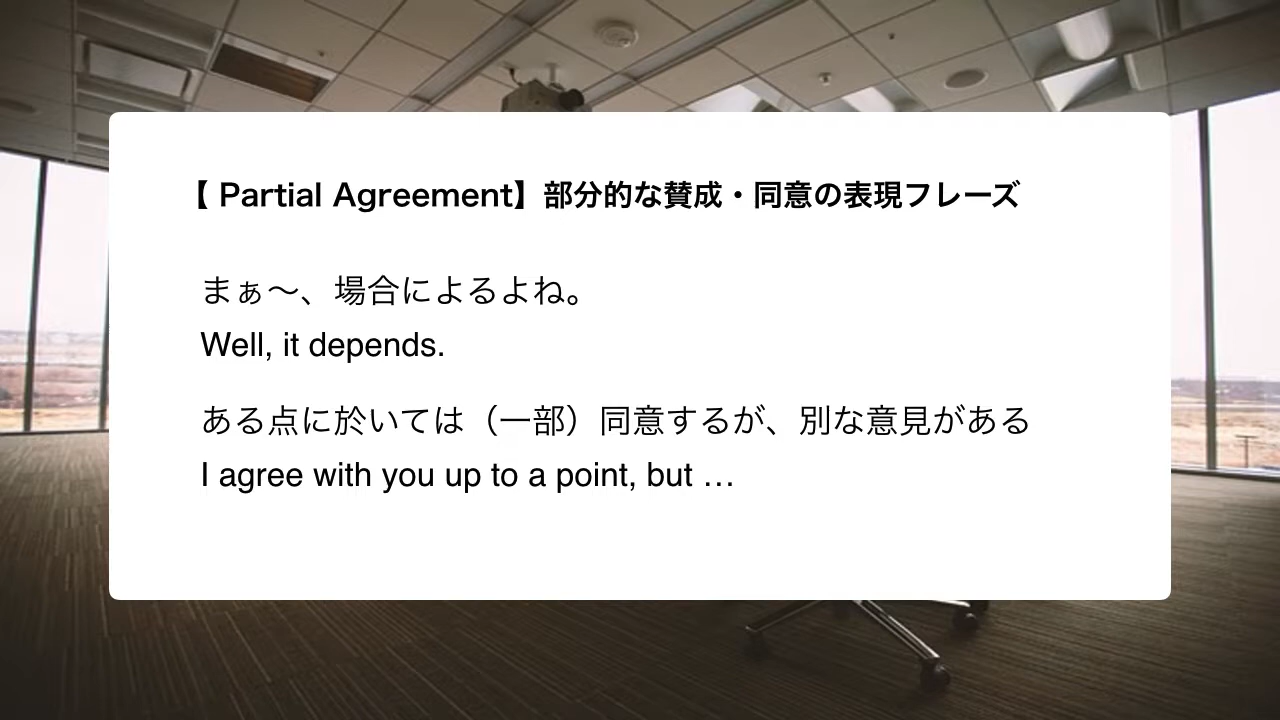 【 Partial Agreement】部分的な賛成・同意の表現フレーズ
まぁ〜、場合によるよね。
Well, it depends.
ある点に於いては（一部）同意するが、別な意見がある
I agree with you up to a point, but …